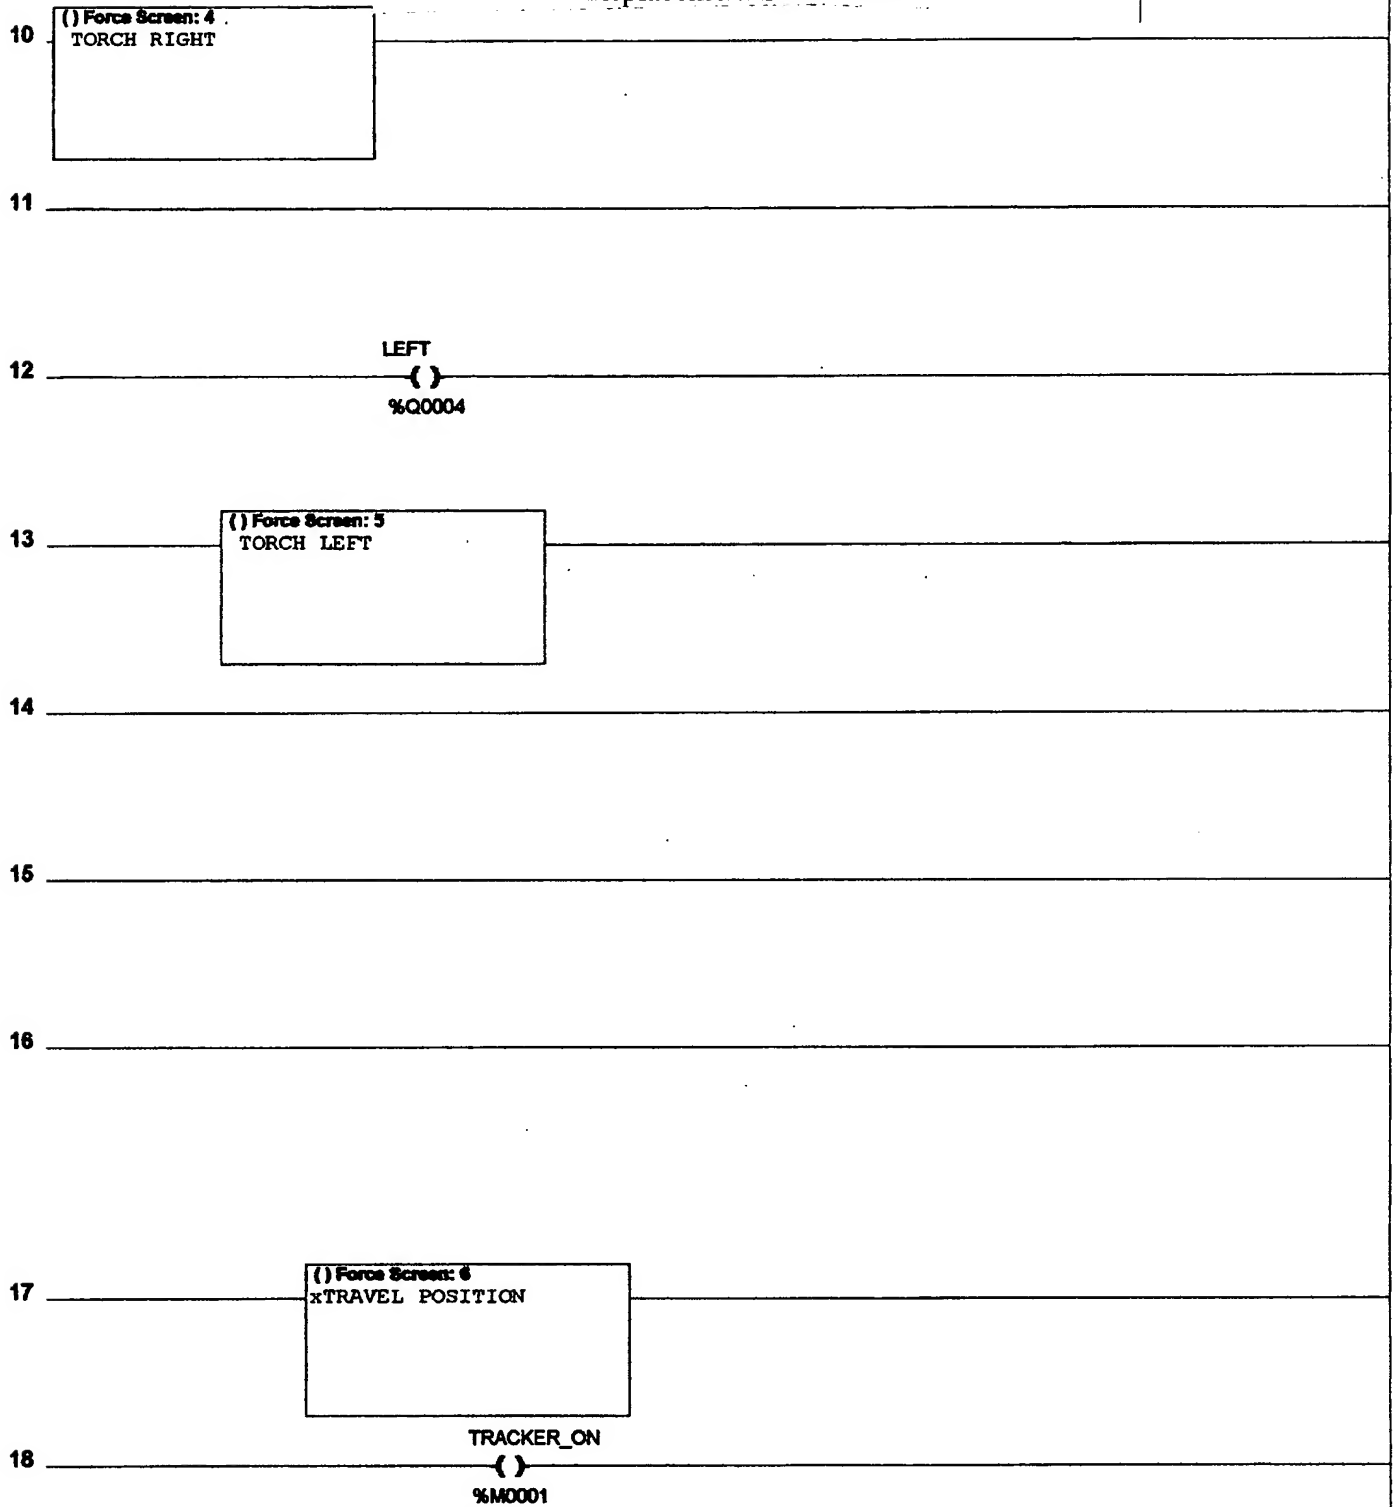 10
( ) Force Screen: 4
TORCH RIGHT
11
LEFT
12
( )
%Q0004
( ) Force Screen: 5
13
TORCH LEFT
14
15
16
( ) Force Screen: 6
17
xTRAVEL POSITION
TRACKER_ON
18
( )
%M0001